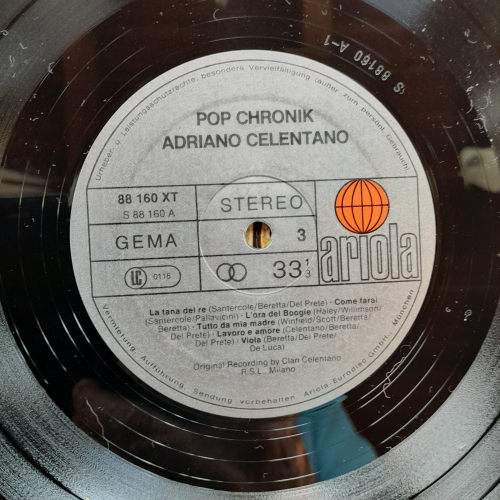 Urheber- u. Leistungsschutzrechte, besonders Vervielfältigung (außer zum persönl. Gebrauch)
S 88160 A-1
POP CHRONIK
ADRIANO CELENTANO
88 160 XT
S 88 160 A
STEREO
GEMA
3
LC 0116
33 1/3
ariola
La tana del re (Santercole/Beretta/Del Prete) · Come farai
(Santercole/Pallavicini) · L'ora del Boogie (Haley/Willimson/
Beretta) · Tutto da mia madre (Winfield/Scott/Beretta/
Del Prete) · Lavoro e amore (Celentano/Beretta/
Del Prete) · Viola (Beretta/Del Prete/
De Luca)
Original Recording by Clan Celentano
R.S.L., Milano
Vermietung, Aufführung, Sendung vorbehalten. Ariola-Eurodisc GmbH., München